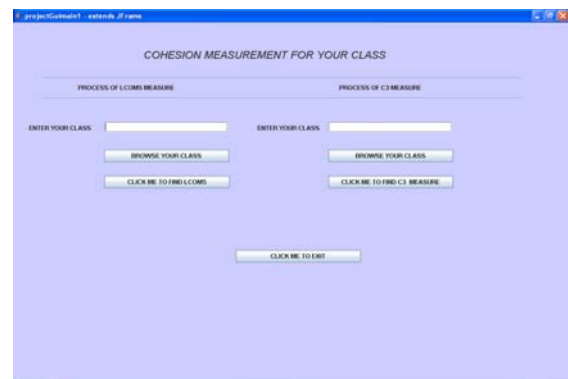 projectGuimain1 - extends JFrame
COHESION MEASUREMENT FOR YOUR CLASS
PROCESS OF LCOM5 MEASURE PROCESS OF C3 MEASURE
ENTER YOUR CLASS ENTER YOUR CLASS
BROWSE YOUR CLASS BROWSE YOUR CLASS
CLICK ME TO FIND LCOM5 CLICK ME TO FIND C3 MEASURE
CLICK ME TO EXIT